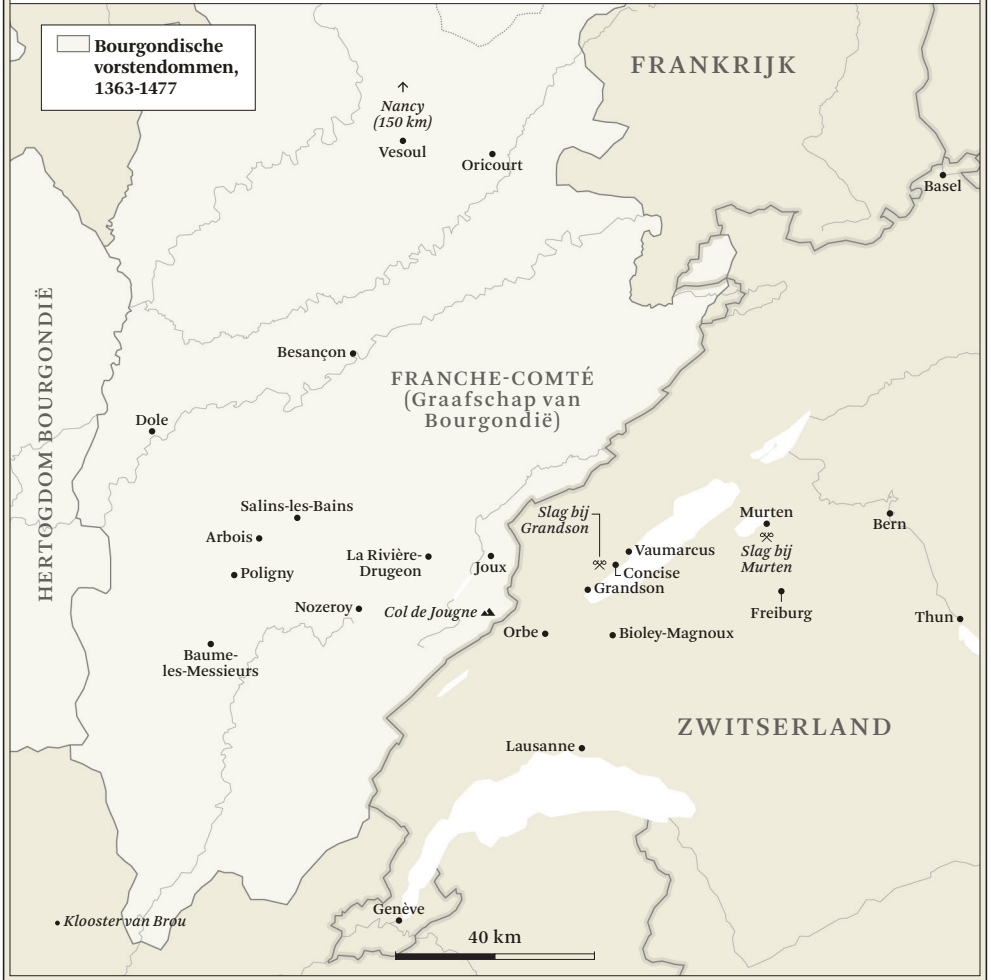 Bourgondische
vorstendommen,
1363-1477
FRANKRIJK
Nancy
(150 km)
Vesoul
Oricourt
Basel
HERTOGDOM BOURGONDIË
Besançon
FRANCHE-COMTÉ
(Graafschap van
Bourgondië)
Dole
Salins-les-Bains
Arbois
Poligny
La Rivière-
Drugeon
Joux
Nozeroy
Col de Jougne
Baume-
les-Messieurs
Slag bij
Grandson
Vaumarcus
Concise
Grandson
Murten
Slag bij
Murten
Bern
Freiburg
Thun
Orbe
Bioley-Magnoux
ZWITSERLAND
Lausanne
Genève
Klooster van Brou
40 km